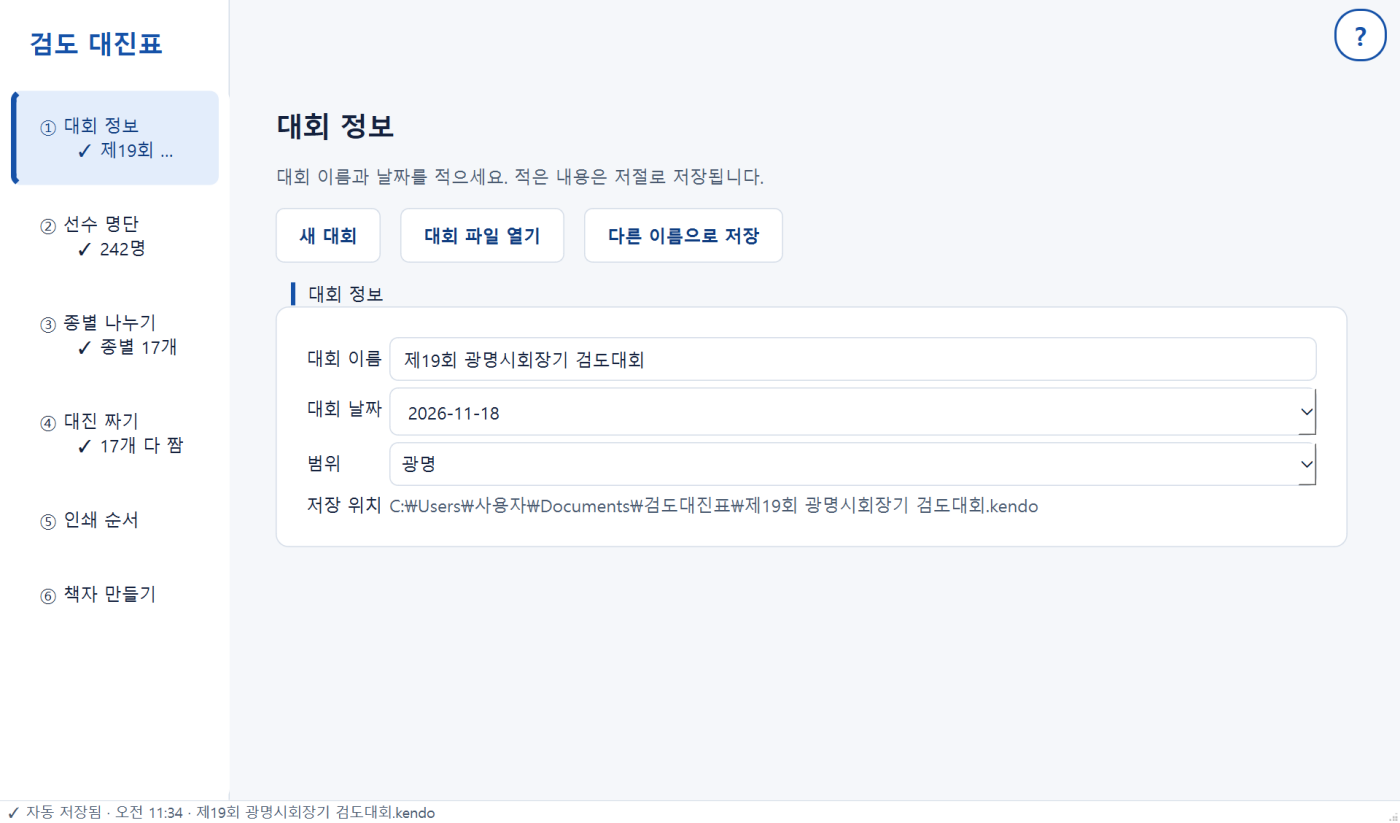 검도 대진표
?
① 대회 정보
✓ 제19회 ...
② 선수 명단
✓ 242명
③ 종별 나누기
✓ 종별 17개
④ 대진 짜기
✓ 17개 다 짬
⑤ 인쇄 순서
⑥ 책자 만들기
대회 정보
대회 이름과 날짜를 적으세요. 적은 내용은 저절로 저장됩니다.
새 대회
대회 파일 열기
다른 이름으로 저장
대회 정보
대회 이름 제19회 광명시회장기 검도대회
대회 날짜 2026-11-18
범위 광명
저장 위치 C:₩Users₩사용자₩Documents₩검도대진표₩제19회 광명시회장기 검도대회.kendo
✓ 자동 저장됨 · 오전 11:34 · 제19회 광명시회장기 검도대회.kendo